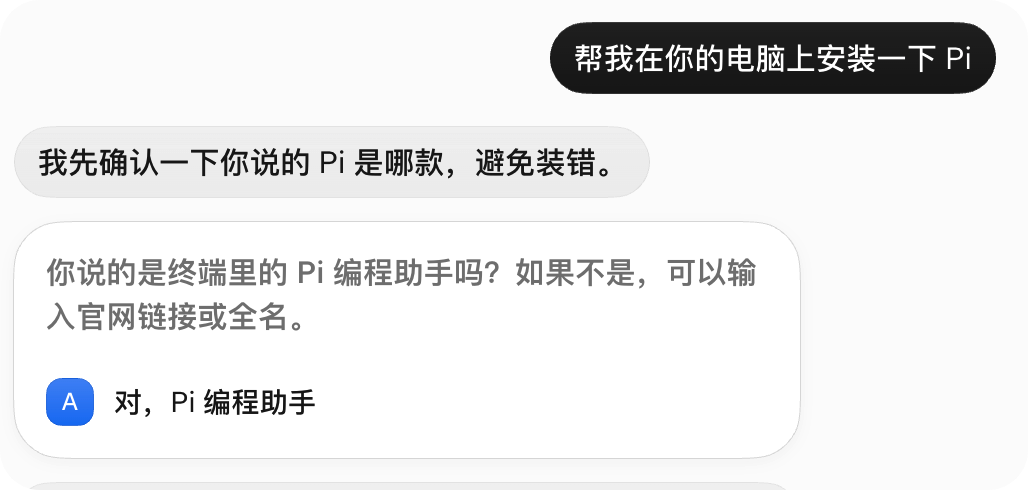 帮我在你的电脑上安装一下 Pi
我先确认一下你说的 Pi 是哪款，避免装错。
你说的是终端里的 Pi 编程助手吗？如果不是，可以输
入官网链接或全名。
A 对，Pi 编程助手